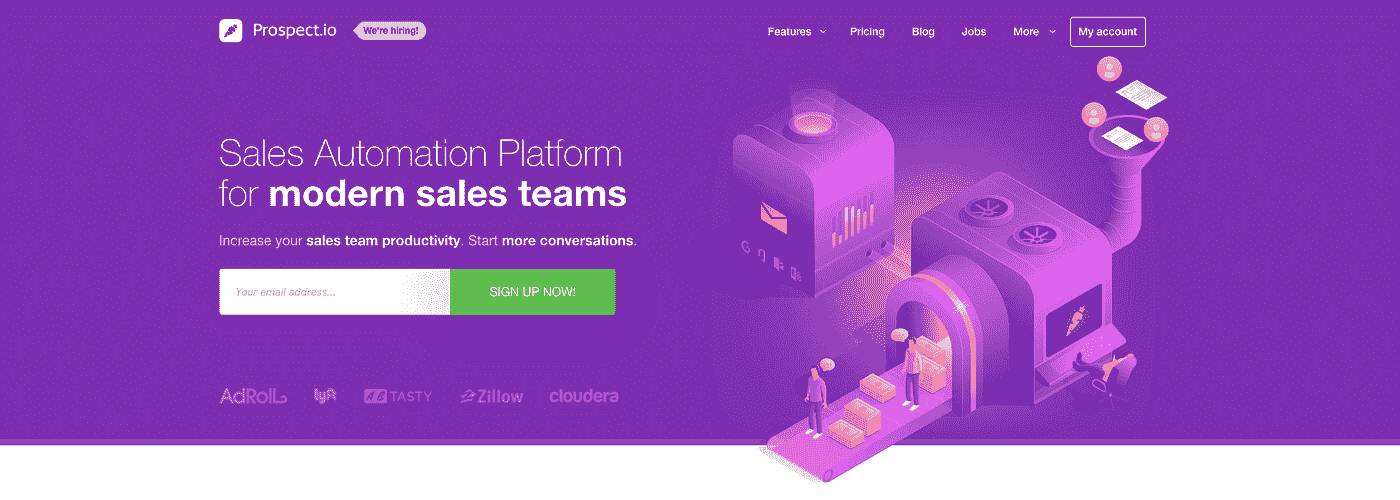 Prospect.io
We're hiring!
Features
Pricing
Blog
Jobs
More
My account
Sales Automation Platform
for modern sales teams
Increase your sales team productivity. Start more conversations.
Your email address...
SIGN UP NOW!
AdRoll
lyft
TASTY
Zillow
cloudera